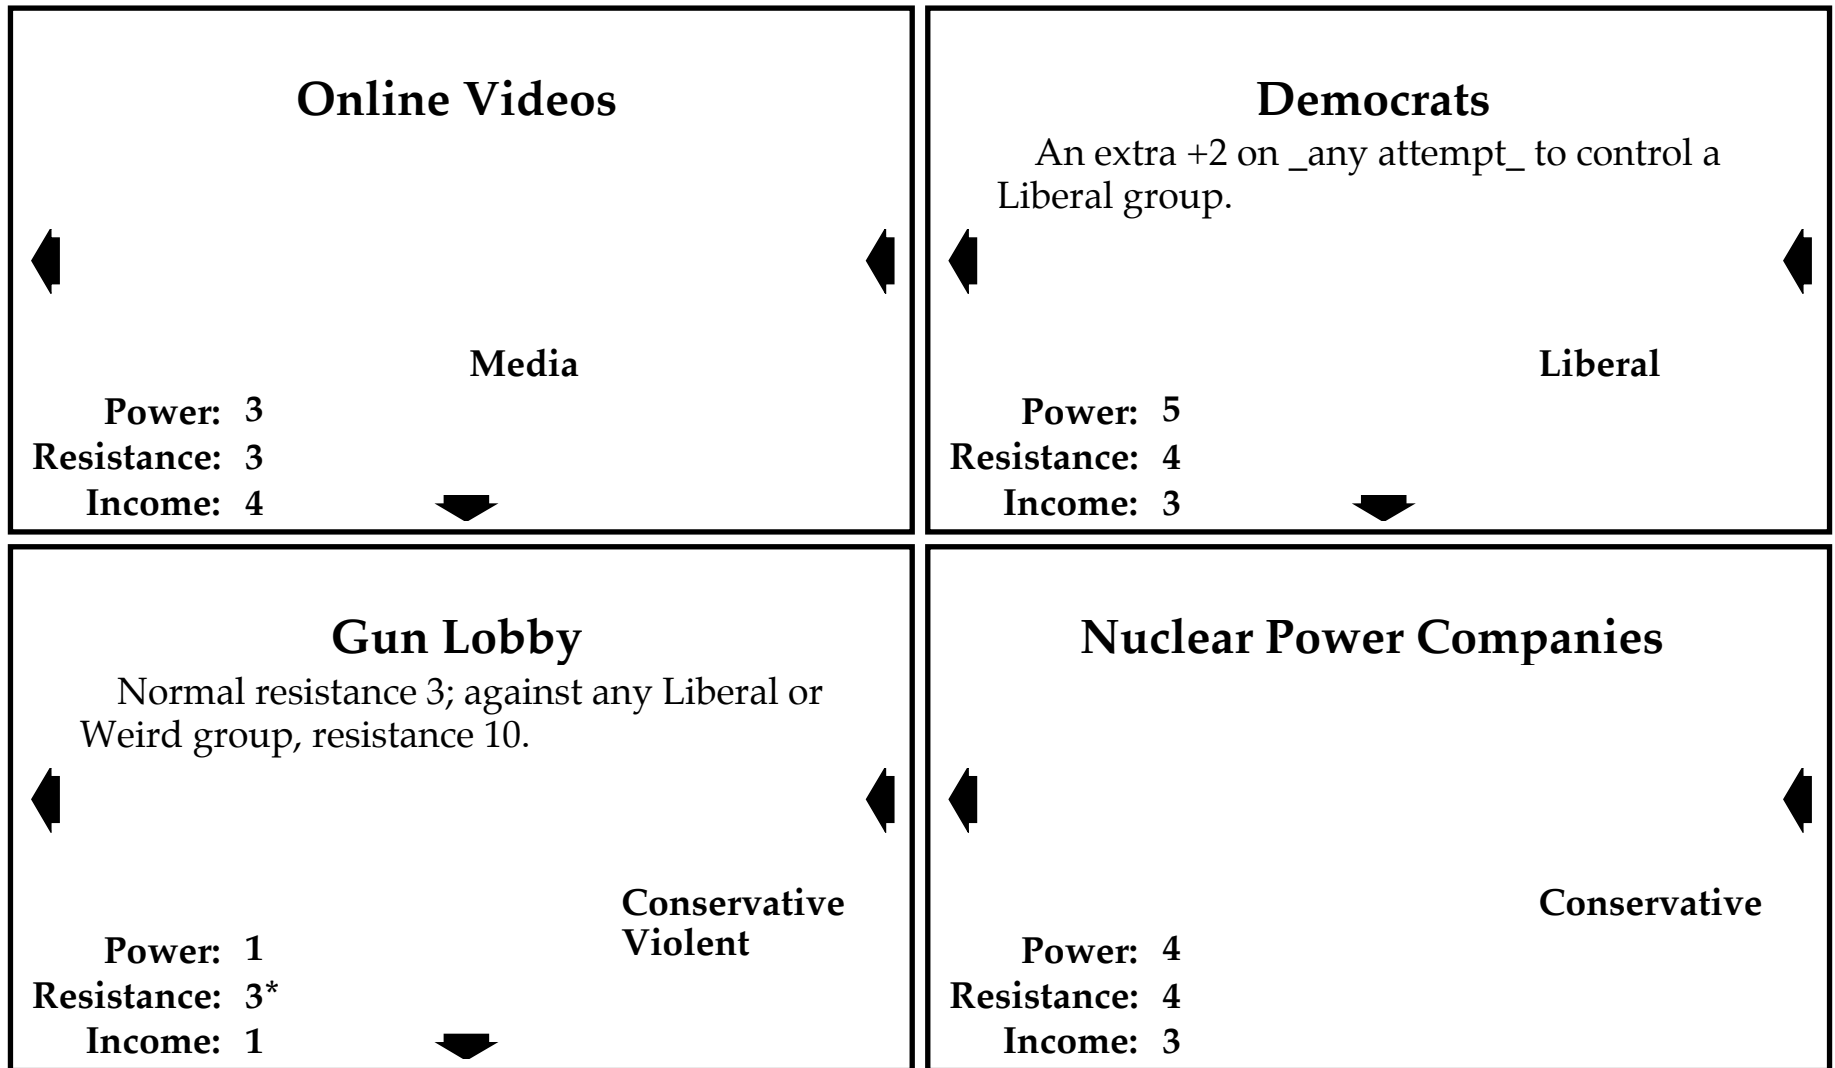 Online Videos
Media
Power: 3
Resistance: 3
Income: 4
Democrats
An extra +2 on _any attempt_ to control a
Liberal group.
Liberal
Power: 5
Resistance: 4
Income: 3
Gun Lobby
Normal resistance 3; against any Liberal or
Weird group, resistance 10.
Conservative
Violent
Power: 1
Resistance: 3*
Income: 1
Nuclear Power Companies
Conservative
Power: 4
Resistance: 4
Income: 3